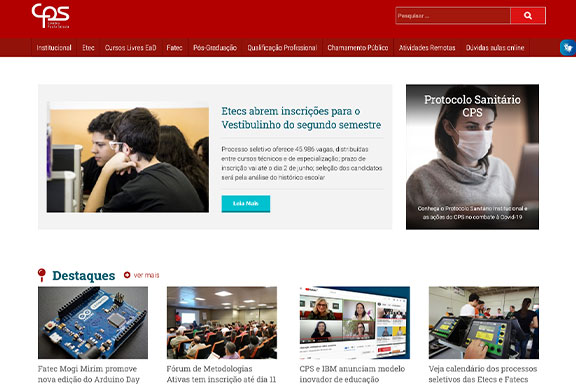 CPS
Pesquisar ...
Institucional Etec Cursos Livres EaD Fatec Pós-Graduação Qualificação Profissional Chamamento Público Atividades Remotas Dúvidas aulas online
Etecs abrem inscrições para o
Vestibulinho do segundo semestre
Processo seletivo oferece 45.986 vagas, distribuídas
entre cursos técnicos e de especialização; prazo de
inscrição vai até o dia 2 de junho; seleção dos candidatos
será pela análise do histórico escolar
Leia Mais
Protocolo Sanitário
CPS
Conheça o Protocolo Sanitário Institucional e
as ações do CPS no combate à Covid-19
Destaques
ver mais
Fatec Mogi Mirim promove
nova edição do Arduino Day
Fórum de Metodologias
Ativas tem inscrição até dia 11
CPS e IBM anunciam modelo
inovador de educação
Veja calendário dos processos
seletivos das Etecs e Fatecs